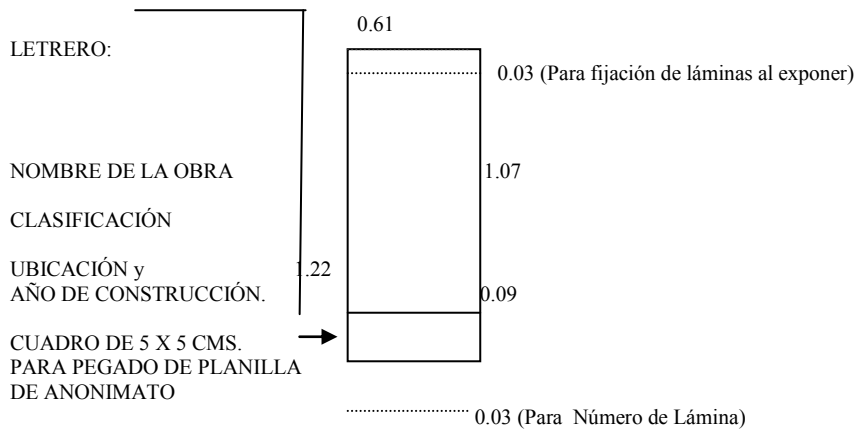 0.61
LETRERO:
0.03 (Para fijación de láminas al exponer)
NOMBRE DE LA OBRA
1.07
CLASIFICACIÓN
UBICACIÓN y
1.22
AÑO DE CONSTRUCCIÓN.
0.09
CUADRO DE 5 X 5 CMS.
PARA PEGADO DE PLANILLA
DE ANONIMATO
0.03 (Para Número de Lámina)